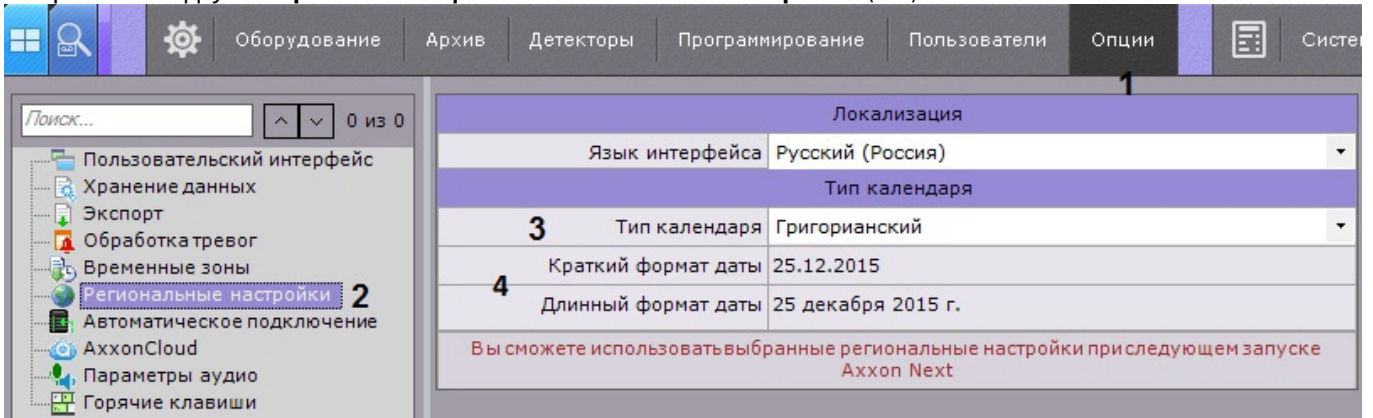 Оборудование Архив Детекторы Программирование Пользователи Опции
1
Поиск... 0 из 0
Пользовательский интерфейс
Хранение данных
Экспорт
Обработка тревог
Временные зоны
Региональные настройки 2
Автоматическое подключение
AxxonCloud
Параметры аудио
Горячие клавиши
Локализация
Язык интерфейса Русский (Россия)
Тип календаря
3 Тип календаря Григорианский
Краткий формат даты 25.12.2015
4
Длинный формат даты 25 декабря 2015 г.
Вы сможете использовать выбранные региональные настройки при следующем запуске
Axxon Next